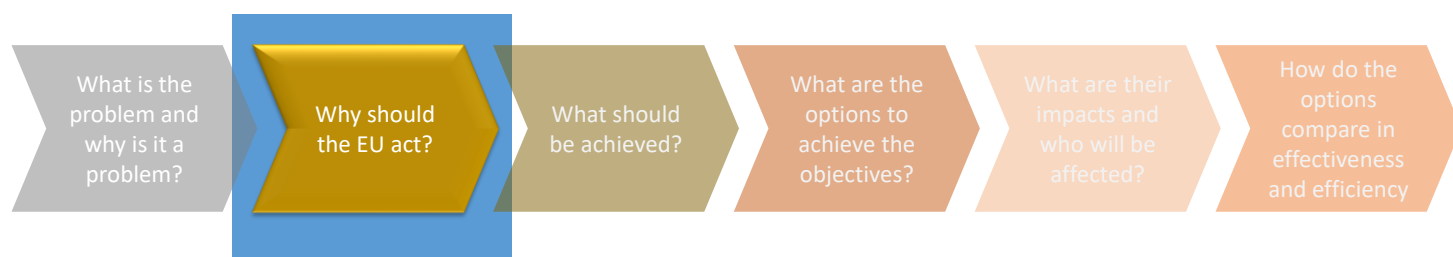 What is the
problem and
why is it a
problem?
Why should
the EU act?
What should
be achieved?
What are the
options to
achieve the
objectives?
What are their
impacts and
who will be
affected?
How do the
options
compare in
effectiveness
and efficiency